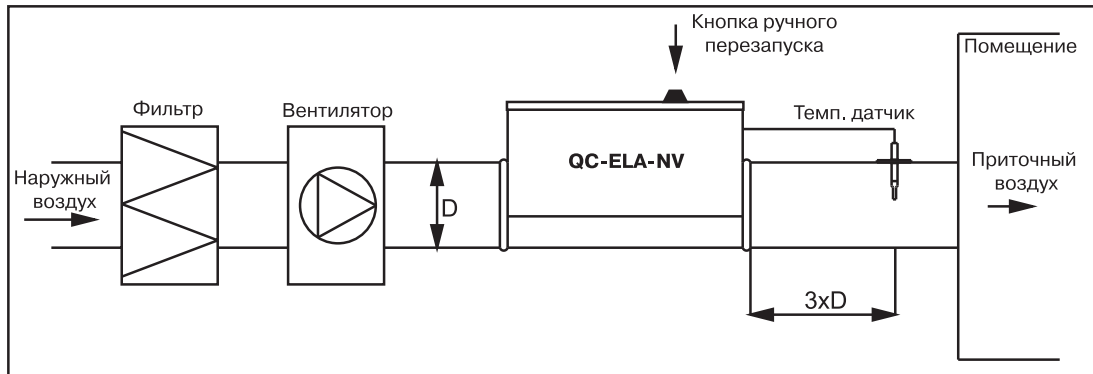 Кнопка ручного
перезапуска
Помещение
Фильтр
Вентилятор
Темп. датчик
QC-ELA-NV
Наружный
воздух
D
Приточный
воздух
3xD